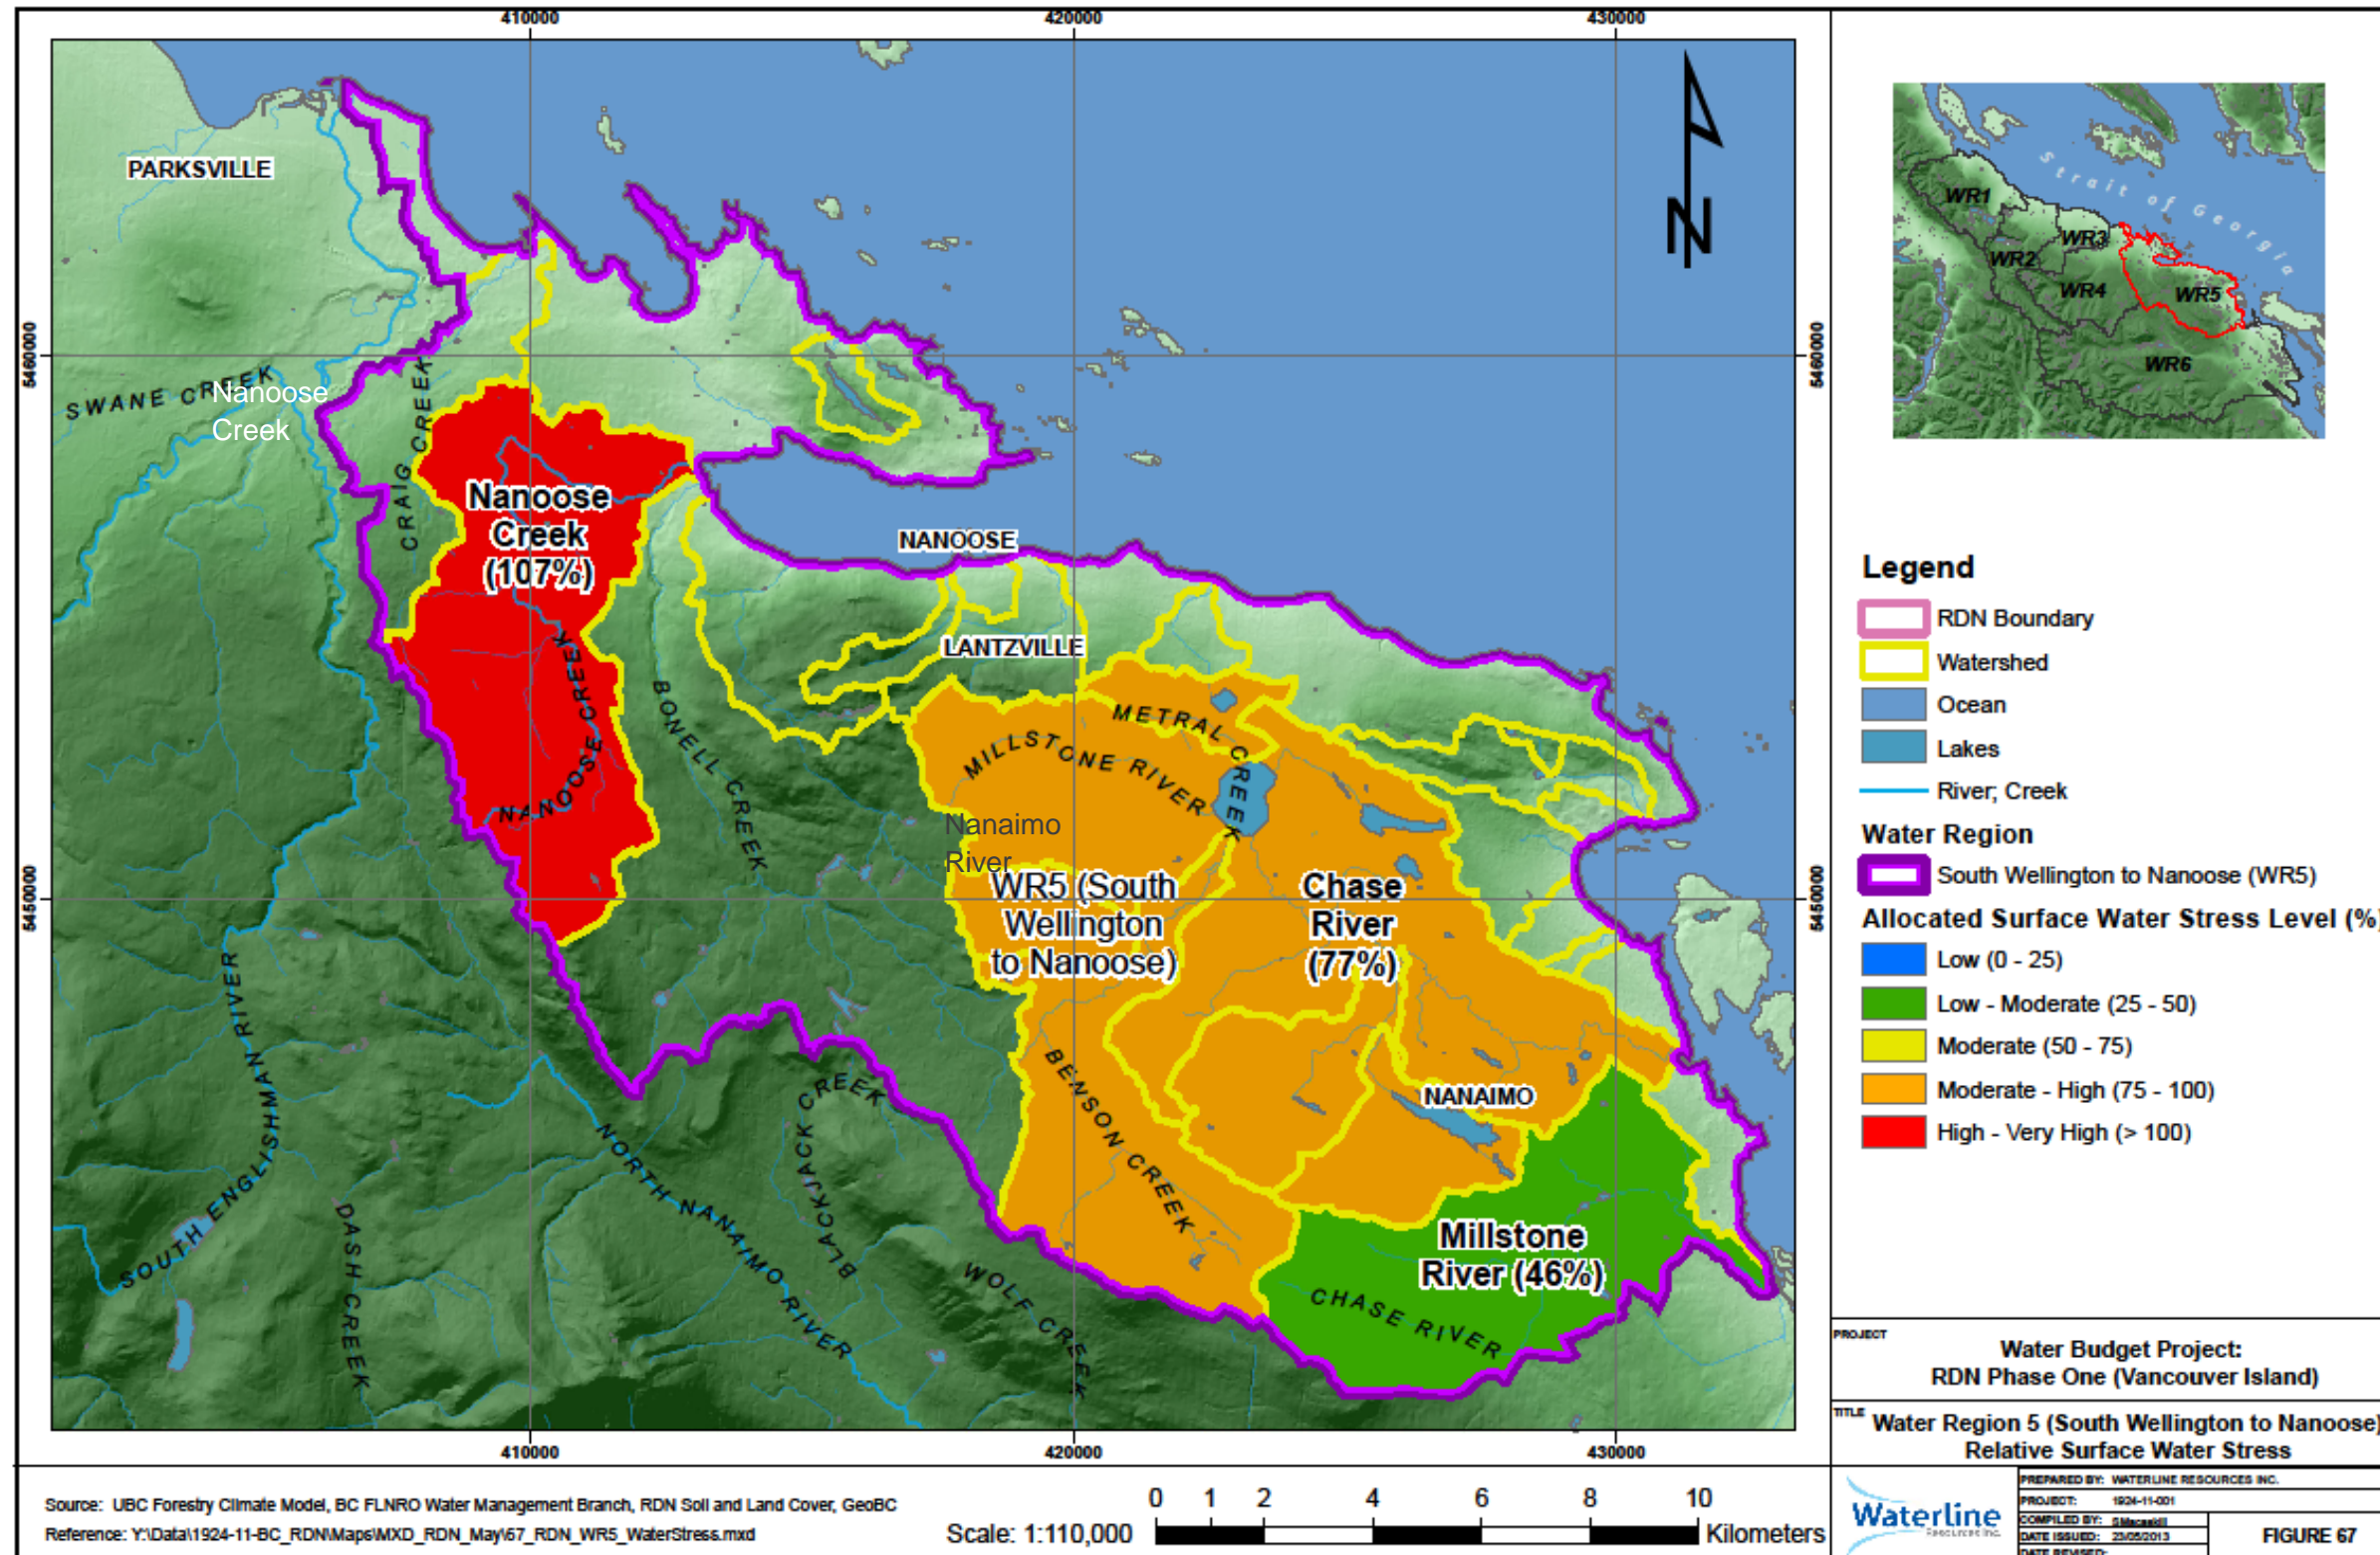 410000
420000
430000
5460000
5450000
5460000
5450000
410000
420000
430000
PARKSVILLE
SWANE CREEK
Nanoose
Creek
CRAIG CREEK
Nanoose
Creek
(107%)
NANOOSE CREEK
BONELL CREEK
NANOOSE
LANTZVILLE
METRAL CREEK
MILLSTONE RIVER
Nanaimo
River
WR5 (South
Wellington
to Nanoose)
Chase
River
(77%)
BENSON CREEK
NANAIMO
Millstone
River (46%)
CHASE RIVER
SOUTH ENGLISHMAN RIVER
DASH CREEK
NORTH NANAIMO RIVER
BLACKJACK CREEK
WOLF CREEK
N
Strait of Georgia
WR1
WR2
WR3
WR4
WR5
WR6
Legend
RDN Boundary
Watershed
Ocean
Lakes
River; Creek
Water Region
South Wellington to Nanoose (WR5)
Allocated Surface Water Stress Level (%)
Low (0 - 25)
Low - Moderate (25 - 50)
Moderate (50 - 75)
Moderate - High (75 - 100)
High - Very High (> 100)
PROJECT
Water Budget Project:
RDN Phase One (Vancouver Island)
TITLE
Water Region 5 (South Wellington to Nanoose)
Relative Surface Water Stress
Source: UBC Forestry Climate Model, BC FLNRO Water Management Branch, RDN Soil and Land Cover, GeoBC
Reference: Y:\Data\1924-11-BC_RDN\Maps\MXD_RDN_May\67_RDN_WR5_WaterStress.mxd
Scale: 1:110,000
0 1 2 4 6 8 10
Kilometers
Waterline
Resources Inc.
PREPARED BY: WATERLINE RESOURCES INC.
PROJECT: 1924-11-001
COMPILED BY: SMacaskill
DATE ISSUED: 23/05/2013
DATE REVISED:
FIGURE 67